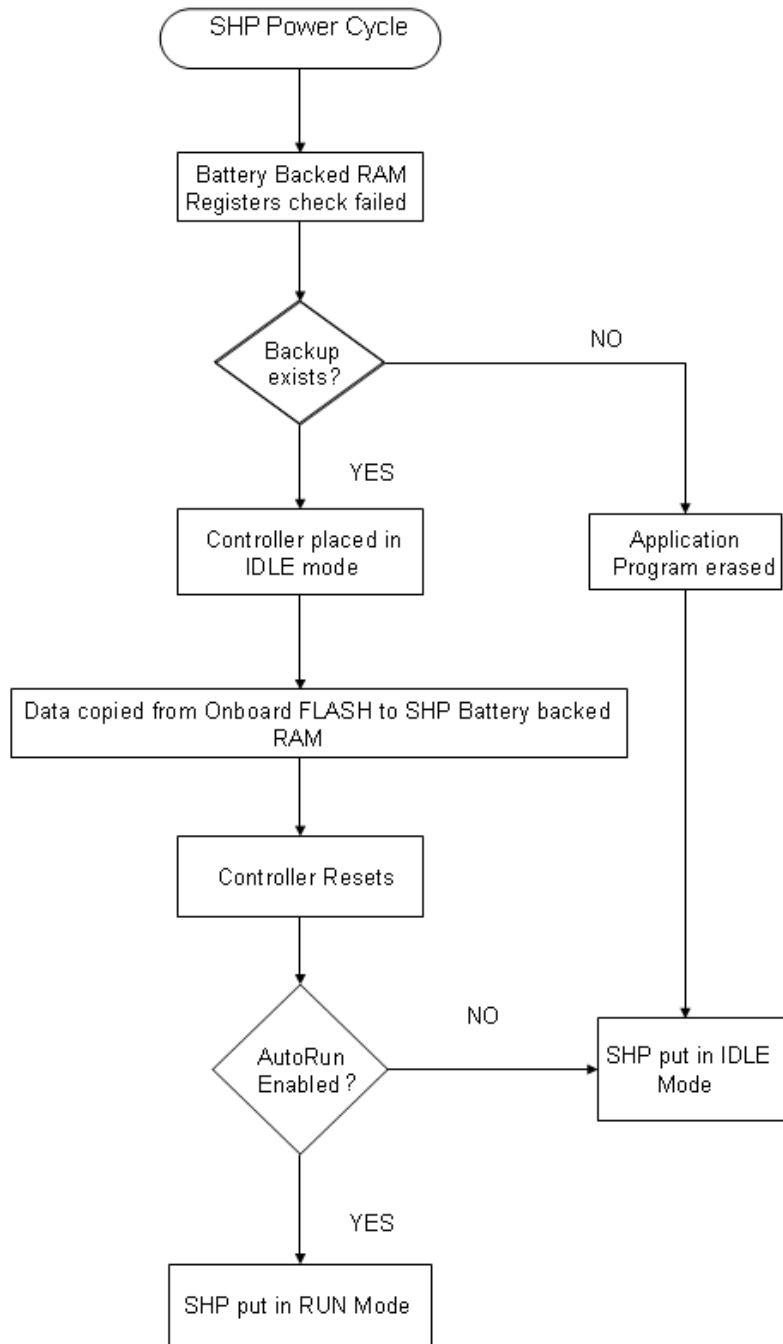 SHP Power Cycle
Battery Backed RAM
Registers check failed
Backup
exists?
NO
YES
Controller placed in
IDLE mode
Application
Program erased
Data copied from Onboard FLASH to SHP Battery backed
RAM
Controller Resets
AutoRun
Enabled ?
NO
SHP put in IDLE
Mode
YES
SHP put in RUN Mode